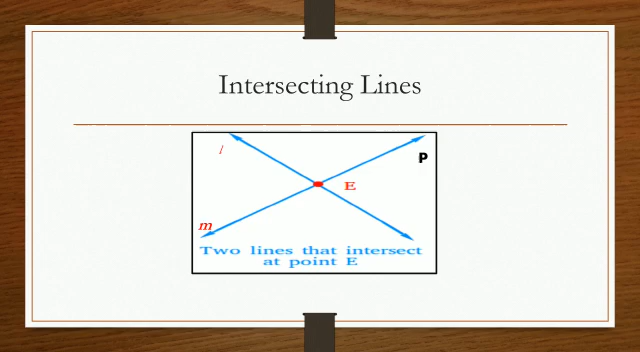 Intersecting Lines
l
P
E
m
Two lines that intersect
at point E